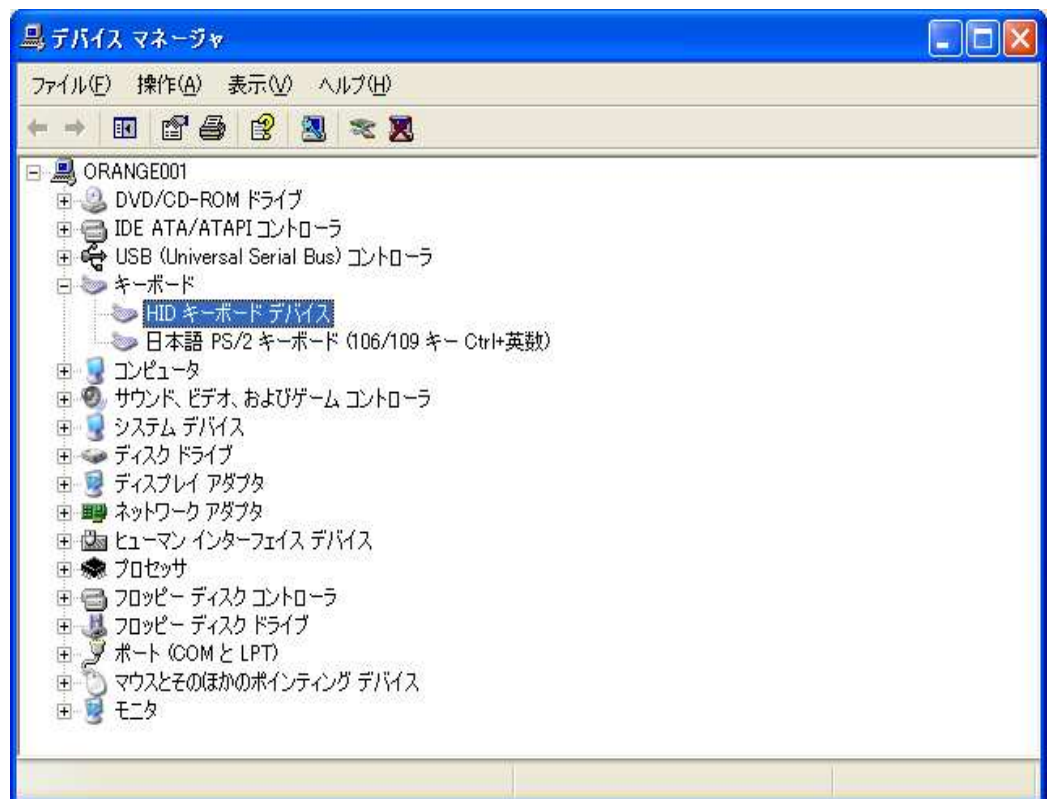 デバイス マネージャ
ファイル(F) 操作(A) 表示(V) ヘルプ(H)
ORANGE001
DVD/CD-ROM ドライブ
IDE ATA/ATAPI コントローラ
USB (Universal Serial Bus) コントローラ
キーボード
HID キーボード デバイス
日本語 PS/2 キーボード (106/109 キー Ctrl+英数)
コンピュータ
サウンド、ビデオ、およびゲーム コントローラ
システム デバイス
ディスク ドライブ
ディスプレイ アダプタ
ネットワーク アダプタ
ヒューマン インターフェイス デバイス
プロセッサ
フロッピー ディスク コントローラ
フロッピー ディスク ドライブ
ポート (COM と LPT)
マウスとそのほかのポインティング デバイス
モニタ